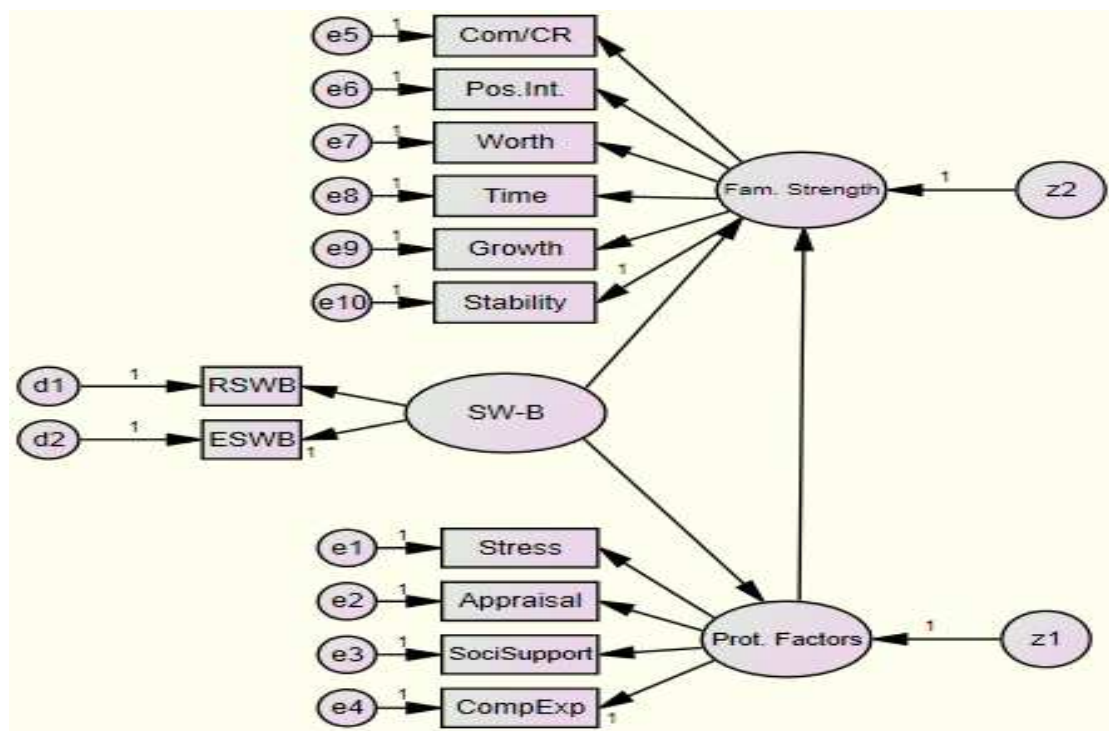 e5 1 Com/CR
e6 1 Pos.Int.
e7 1 Worth
Fam. Strength 1 z2
e8 1 Time
e9 1 Growth
1
e10 1 Stability
d1 1 RSWB
SW-B
d2 1 ESWB 1
e1 1 Stress
e2 1 Appraisal
Prot. Factors 1 z1
e3 1 SociSupport
e4 1 CompExp 1